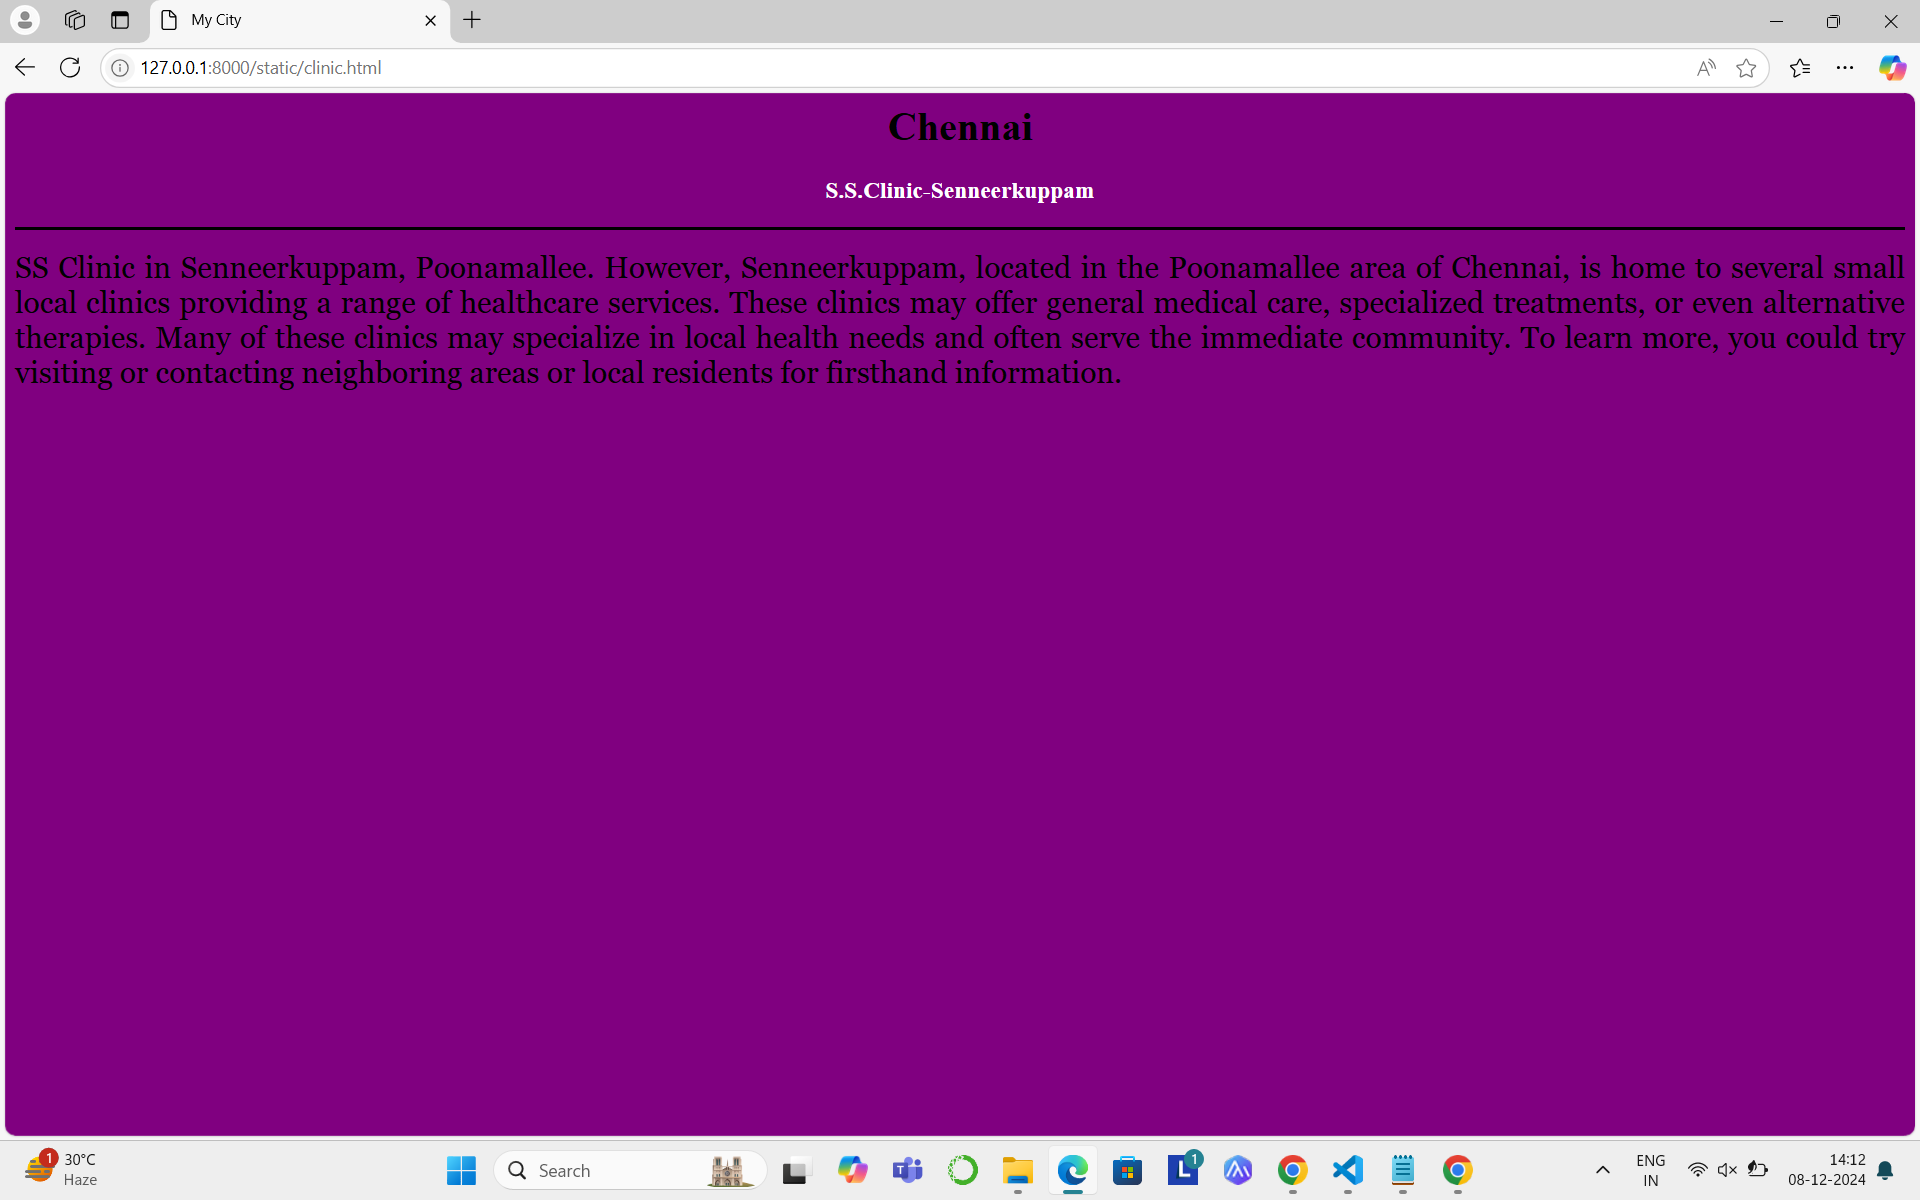 My City
127.0.0.1:8000/static/clinic.html
Chennai
S.S.Clinic-Senneerkuppam
SS Clinic in Senneerkuppam, Poonamallee. However, Senneerkuppam, located in the Poonamallee area of Chennai, is home to several small
local clinics providing a range of healthcare services. These clinics may offer general medical care, specialized treatments, or even alternative
therapies. Many of these clinics may specialize in local health needs and often serve the immediate community. To learn more, you could try
visiting or contacting neighboring areas or local residents for firsthand information.
1
30°C
Haze
Search
1
ENG
IN
14:12
08-12-2024